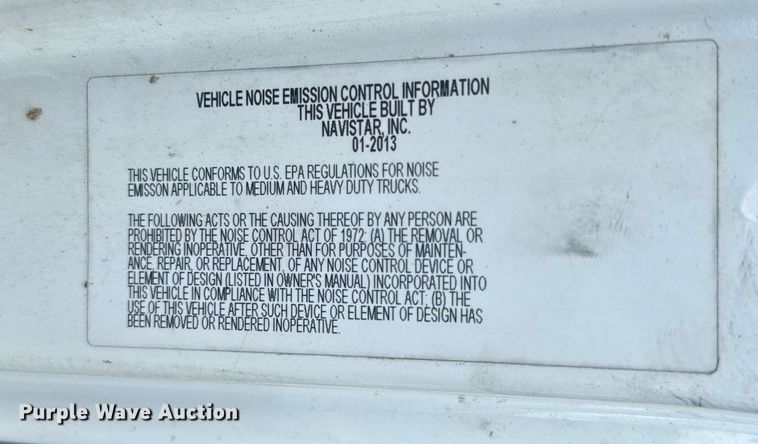 VEHICLE NOISE EMISSION CONTROL INFORMATION
THIS VEHICLE BUILT BY
NAVISTAR, INC.
01-2013
THIS VEHICLE CONFORMS TO U.S. EPA REGULATIONS FOR NOISE
EMISSON APPLICABLE TO MEDIUM AND HEAVY DUTY TRUCKS.
THE FOLLOWING ACTS OR THE CAUSING THEREOF BY ANY PERSON ARE
PROHIBITED BY THE NOISE CONTROL ACT OF 1972: (A) THE REMOVAL OR
RENDERING INOPERATIVE, OTHER THAN FOR PURPOSES OF MAINTEN-
ANCE, REPAIR, OR REPLACEMENT, OF ANY NOISE CONTROL DEVICE OR
ELEMENT OF DESIGN (LISTED IN OWNER'S MANUAL) INCORPORATED INTO
THIS VEHICLE IN COMPLIANCE WITH THE NOISE CONTROL ACT; (B) THE
USE OF THIS VEHICLE AFTER SUCH DEVICE OR ELEMENT OF DESIGN HAS
BEEN REMOVED OR RENDERED INOPERATIVE.
Purple Wave Auction